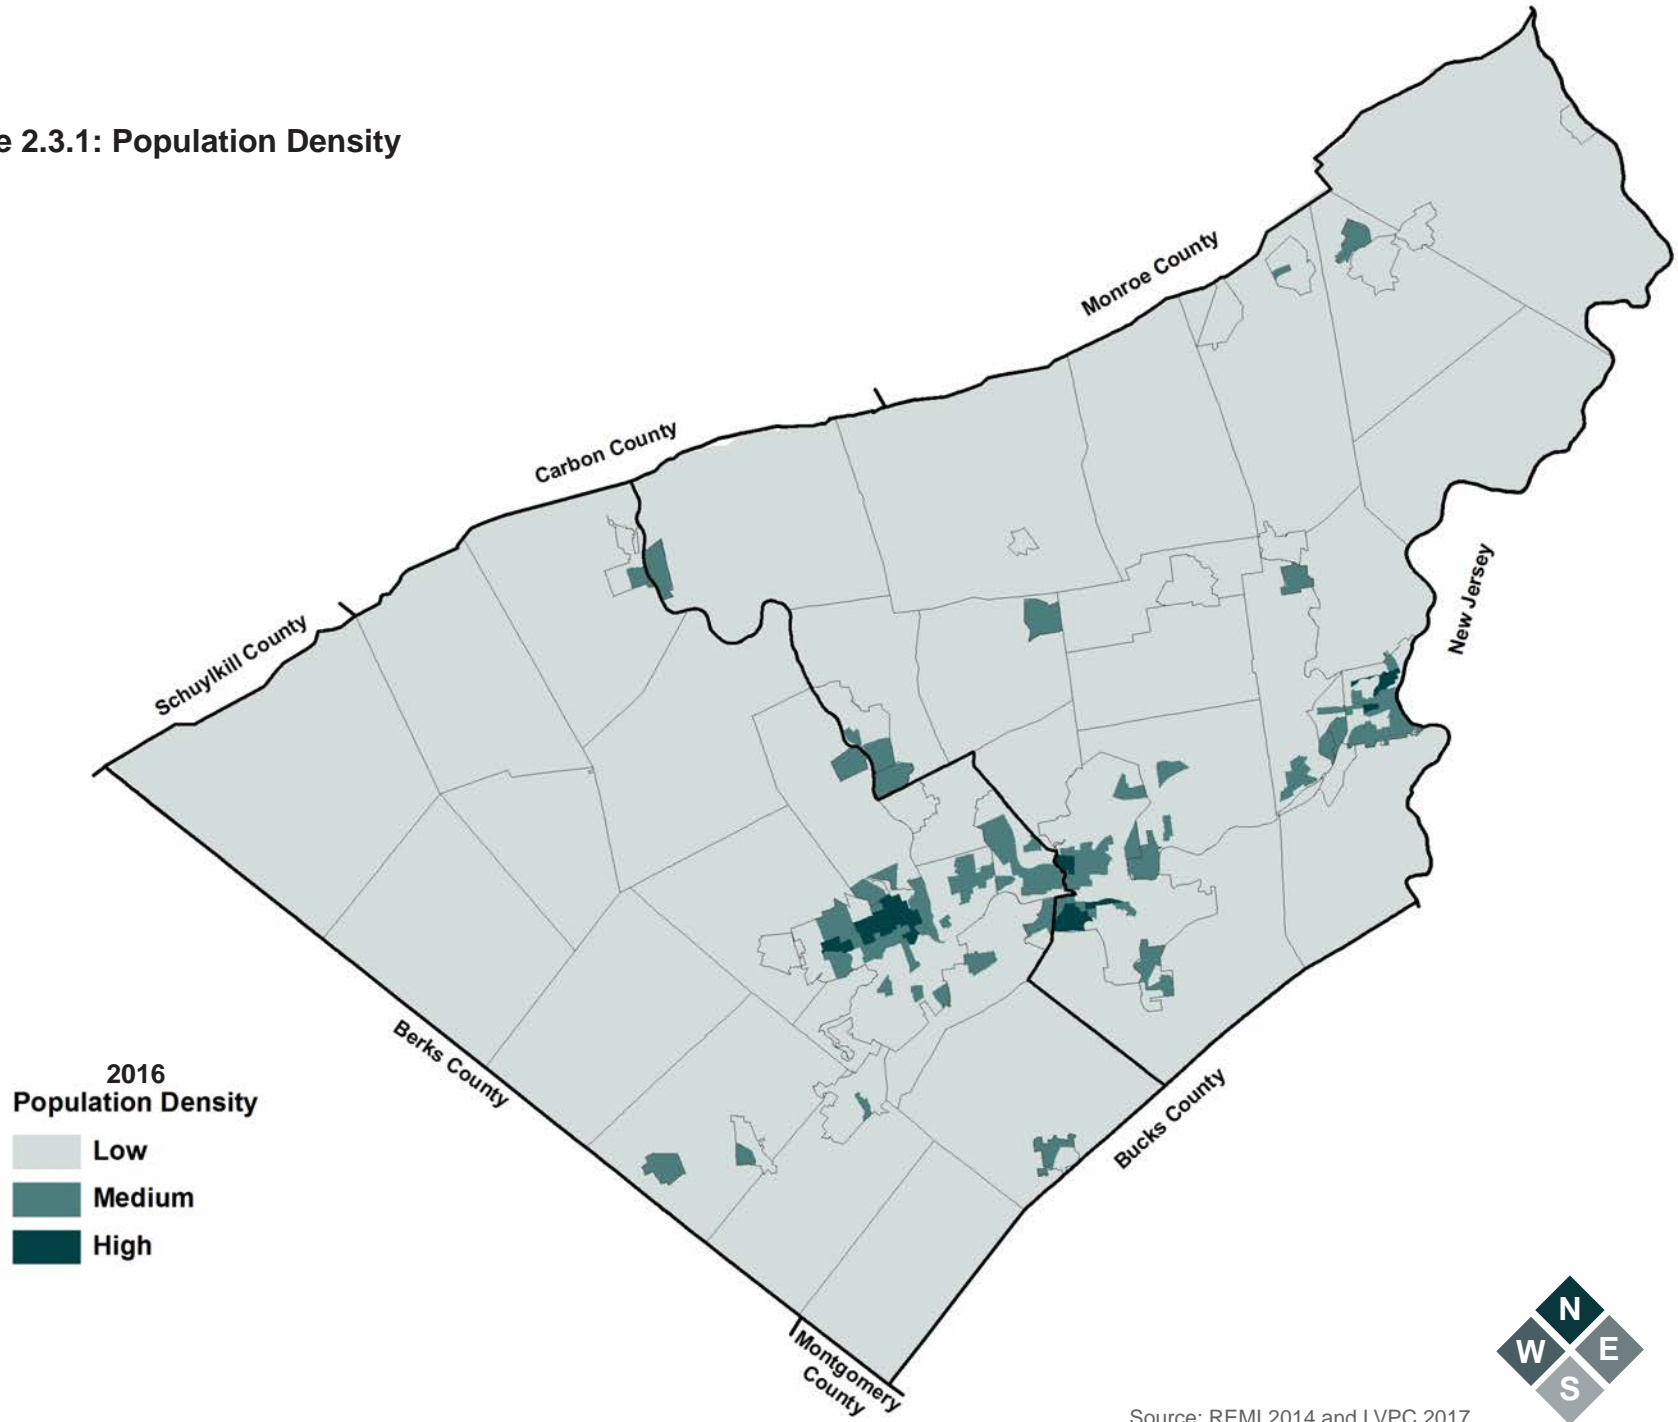 e 2.3.1: Population Density
Monroe County
Carbon County
New Jersey
Schuylkill County
Berks County
2016
Population Density
Low
Medium
High
Bucks County
Montgomery
County
N
W
E
S
Source: REMI 2014 and LVPC 2017